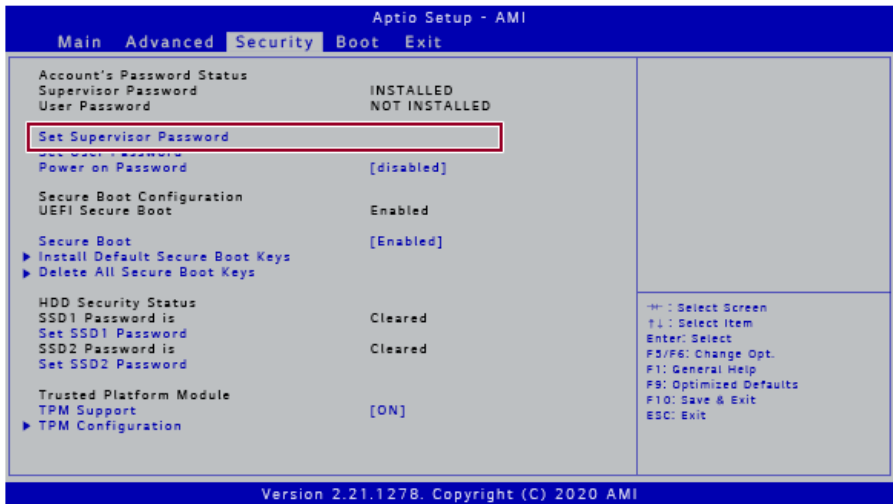 Aptio Setup - AMI
Main Advanced Security Boot Exit
Account's Password Status
Supervisor Password INSTALLED
User Password NOT INSTALLED
Set Supervisor Password
Set User Password
Power on Password [disabled]
Secure Boot Configuration
UEFI Secure Boot Enabled
Secure Boot [Enabled]
Install Default Secure Boot Keys
Delete All Secure Boot Keys
HDD Security Status
SSD1 Password is Cleared
Set SSD1 Password
SSD2 Password is Cleared
Set SSD2 Password
Trusted Platform Module
TPM Support [ON]
TPM Configuration
→←: Select Screen
↑↓: Select Item
Enter: Select
F5/F6: Change Opt.
F1: General Help
F9: Optimized Defaults
F10: Save & Exit
ESC: Exit
Version 2.21.1278. Copyright (C) 2020 AMI